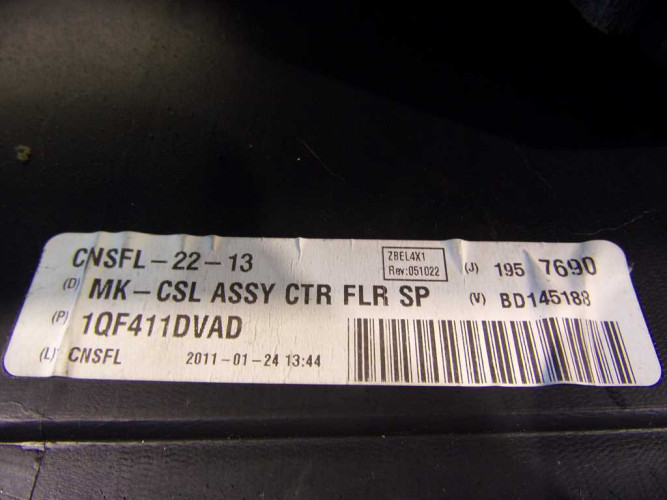 CNSFL-22-13
ZBEL4X1
Rev:051022
(J) 195 7690
(D) MK-CSL ASSY CTR FLR SP
(V) BD145188
(P) 1QF411DVAD
(L) CNSFL 2011-01-24 13:44